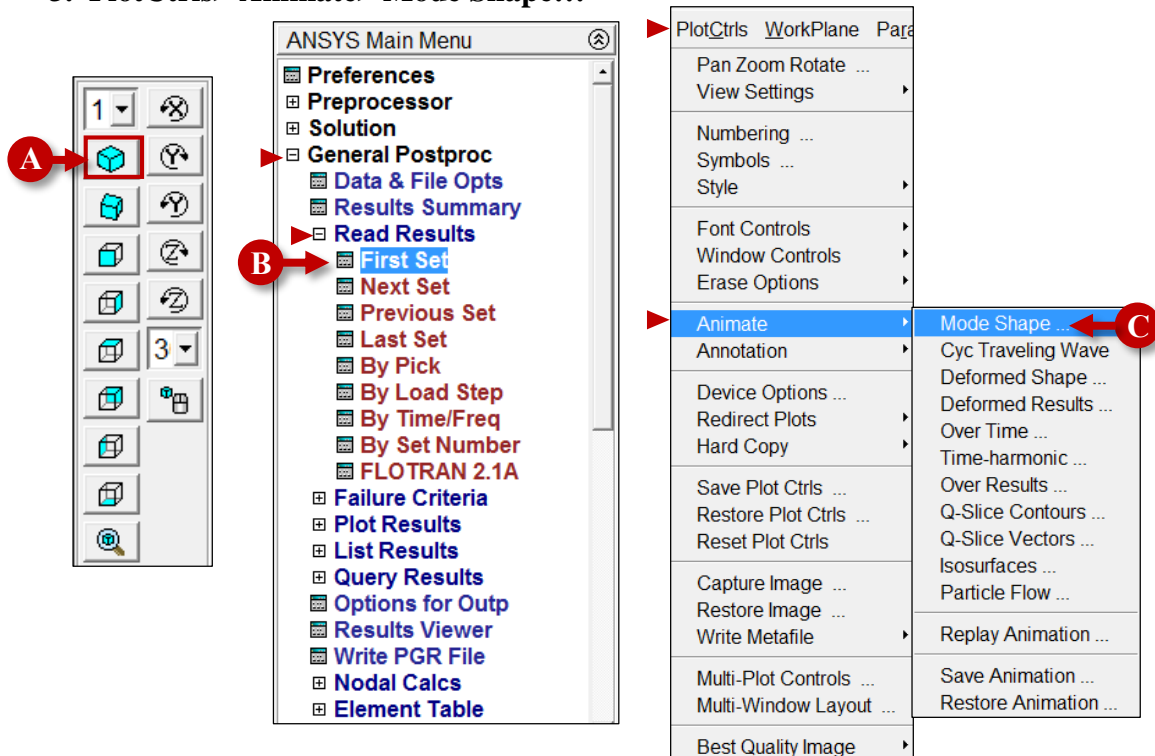 3. PlotCtrls> Animate> Mode Shape…
1
3
A
ANSYS Main Menu
Preferences
Preprocessor
Solution
General Postproc
Data & File Opts
Results Summary
Read Results
B
First Set
Next Set
Previous Set
Last Set
By Pick
By Load Step
By Time/Freq
By Set Number
FLOTRAN 2.1A
Failure Criteria
Plot Results
List Results
Query Results
Options for Outp
Results Viewer
Write PGR File
Nodal Calcs
Element Table
PlotCtrls WorkPlane Para
Pan Zoom Rotate ...
View Settings
Numbering ...
Symbols ...
Style
Font Controls
Window Controls
Erase Options
Animate
Annotation
Device Options ...
Redirect Plots
Hard Copy
Save Plot Ctrls ...
Restore Plot Ctrls ...
Reset Plot Ctrls
Capture Image ...
Restore Image ...
Write Metafile
Multi-Plot Controls ...
Multi-Window Layout ...
Best Quality Image
Mode Shape ...
C
Cyc Traveling Wave
Deformed Shape ...
Deformed Results ...
Over Time ...
Time-harmonic ...
Over Results ...
Q-Slice Contours ...
Q-Slice Vectors ...
Isosurfaces ...
Particle Flow ...
Replay Animation ...
Save Animation ...
Restore Animation ...